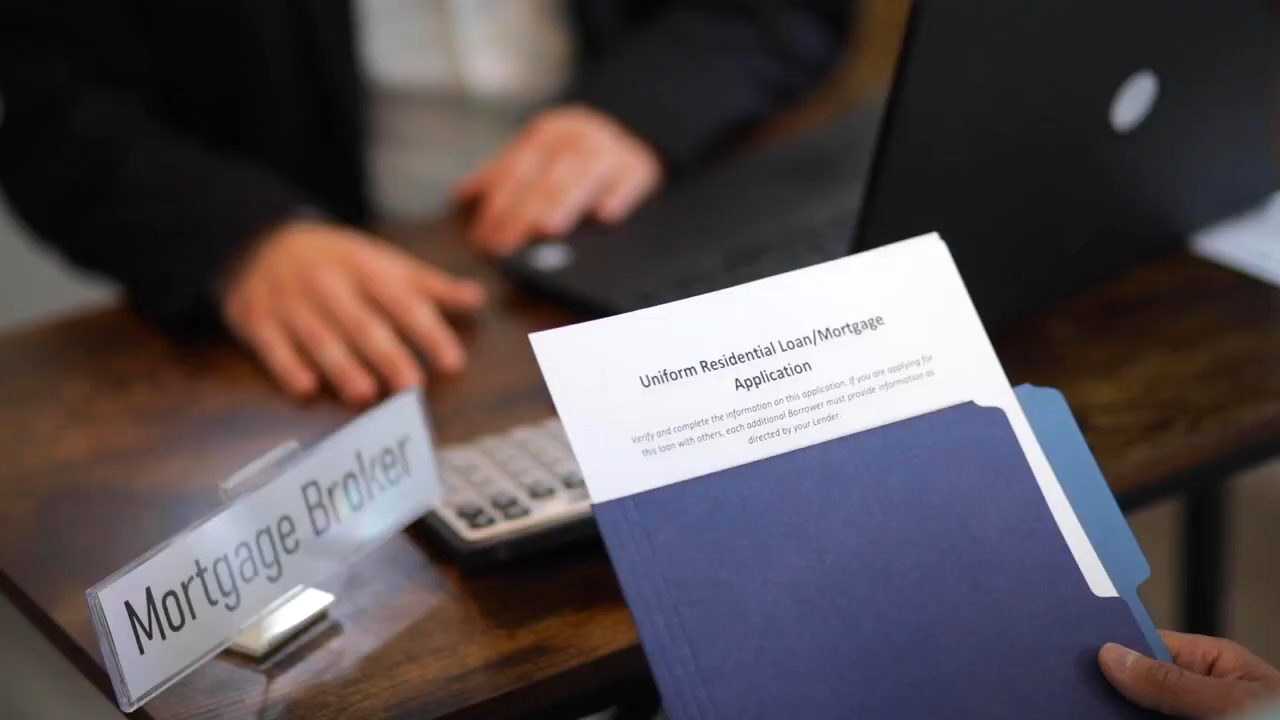 Uniform Residential Loan/Mortgage
Application
Verify and complete the information on this application. If you are applying for
this loan with others, each additional Borrower must provide information as
directed by your Lender.
Mortgage Broker